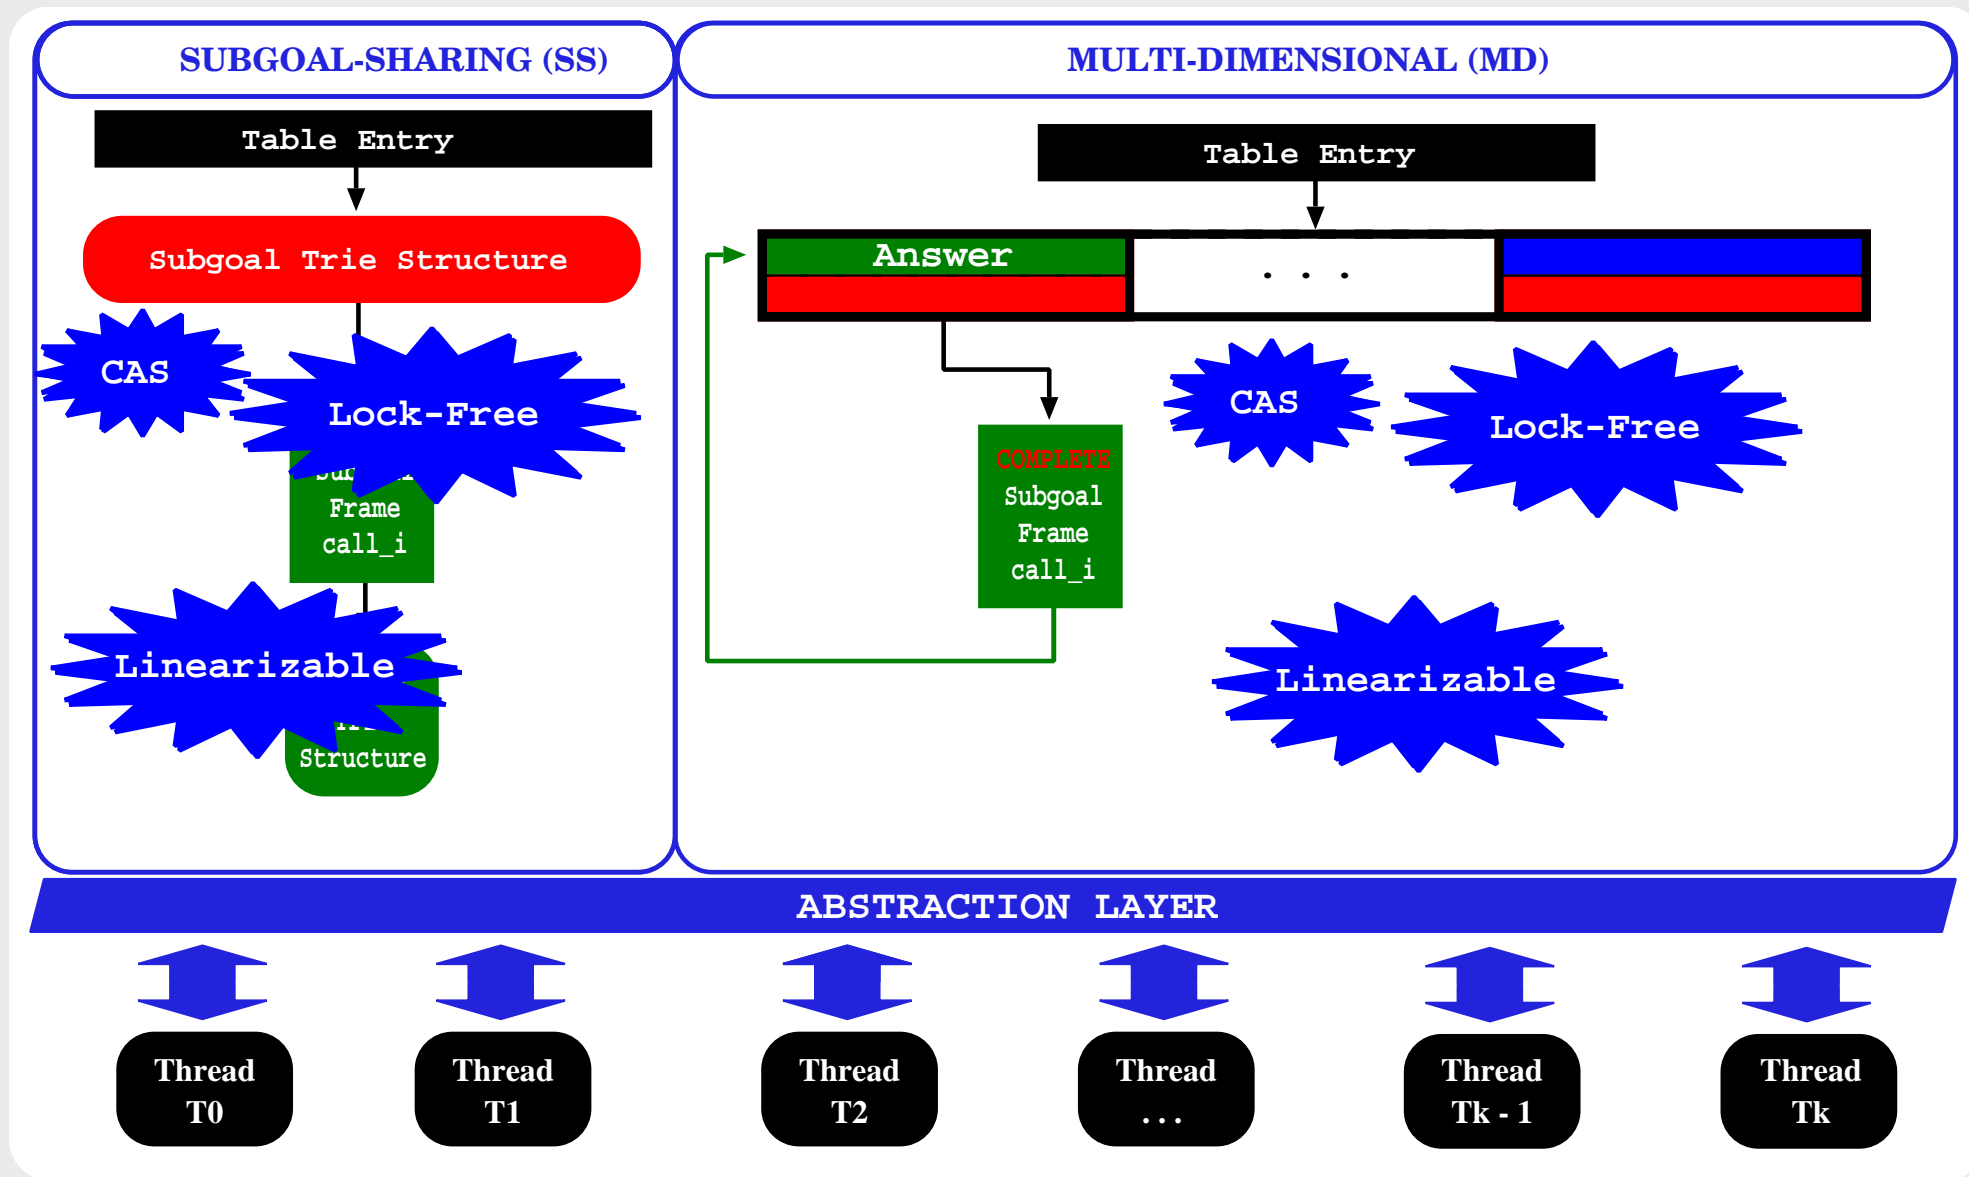 SUBGOAL-SHARING (SS)
MULTI-DIMENSIONAL (MD)
Table Entry
Subgoal Trie Structure
CAS
Lock-Free
Frame
call_i
Linearizable
Structure
Table Entry
Answer
. . .
CAS
Lock-Free
COMPLETE
Subgoal
Frame
call_i
Linearizable
ABSTRACTION LAYER
Thread
T0
Thread
T1
Thread
T2
Thread
. . .
Thread
Tk - 1
Thread
Tk